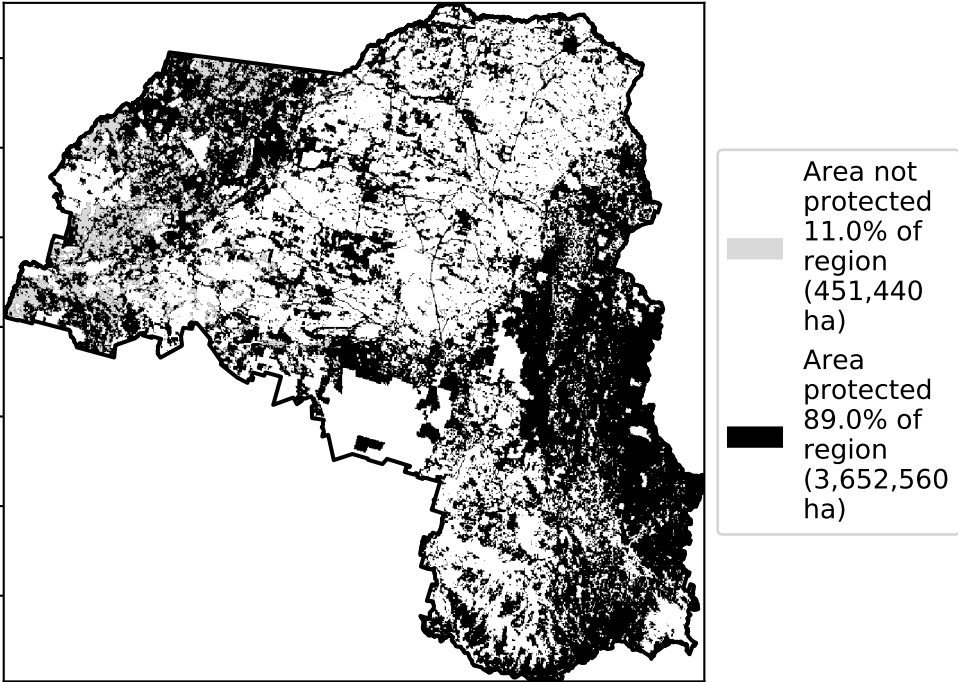 Area not
protected
11.0% of
region
(451,440
ha)
Area
protected
89.0% of
region
(3,652,560
ha)